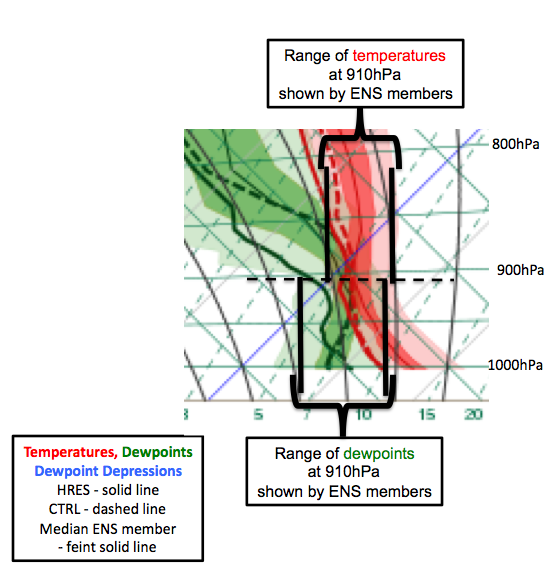 Range of temperatures
at 910hPa
shown by ENS members
800hPa
900hPa
1000hPa
5
7
10
15
20
Range of dewpoints
at 910hPa
shown by ENS members
Temperatures, Dewpoints
Dewpoint Depressions
HRES - solid line
CTRL - dashed line
Median ENS member
- feint solid line